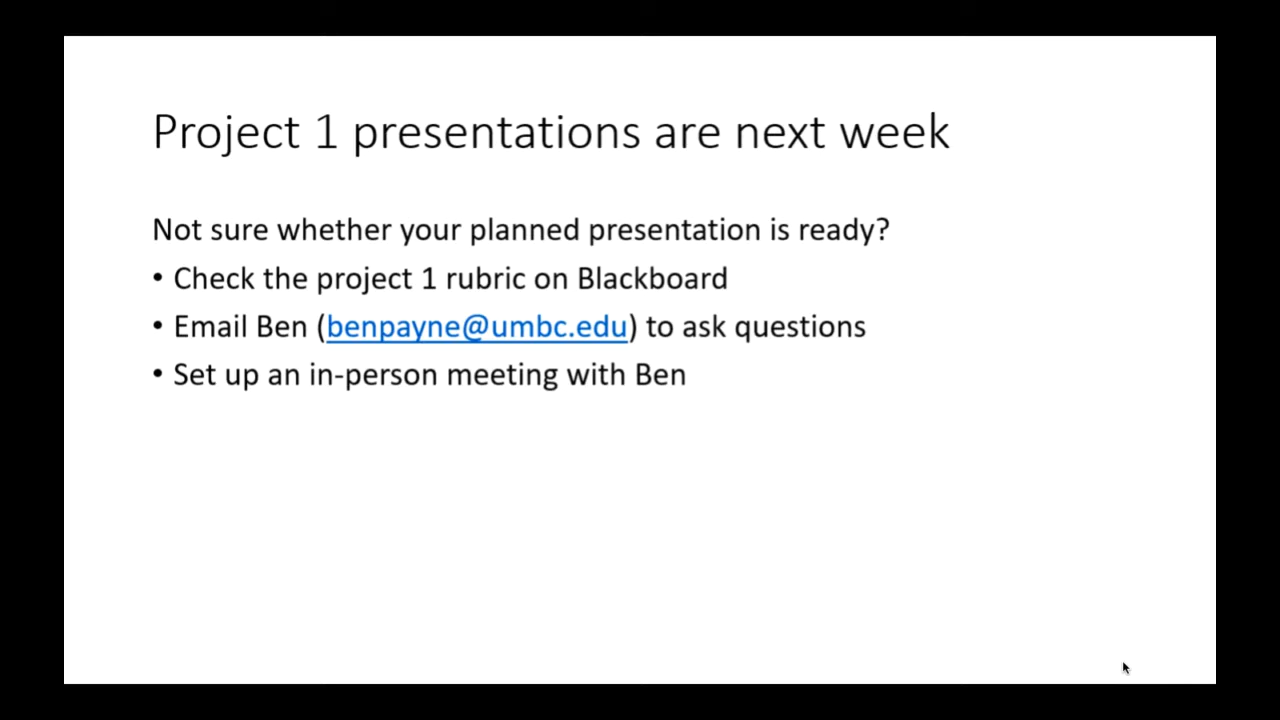 Project 1 presentations are next week
Not sure whether your planned presentation is ready?
• Check the project 1 rubric on Blackboard
• Email Ben (benpayne@umbc.edu) to ask questions
• Set up an in-person meeting with Ben